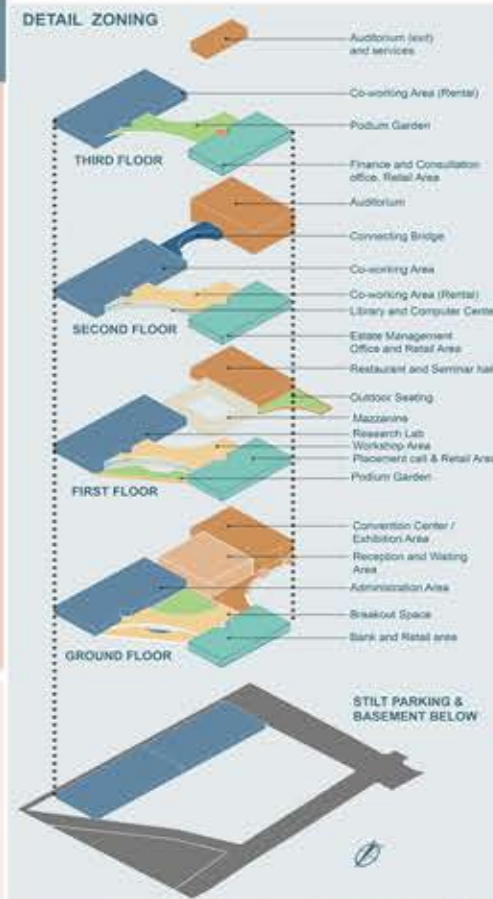 DETAIL ZONING
Auditorium (exit)
and services
Co-working Area (Rental)
Podium Garden
THIRD FLOOR
Finance and Consultation
office, Retail Area
Auditorium
Connecting Bridge
Co-working Area
Co-working Area (Rental)
Library and Computer Center
SECOND FLOOR
Estate Management
Office and Retail Area
Restaurant and Seminar hall
Outdoor Seating
Mazzanine
Research Lab
Workshop Area
Placement call & Retail Area
FIRST FLOOR
Podium Garden
Convention Center /
Exhibition Area
Reception and Waiting
Area
Administration Area
Breakout Space
Bank and Retail area
GROUND FLOOR
STILT PARKING &
BASEMENT BELOW